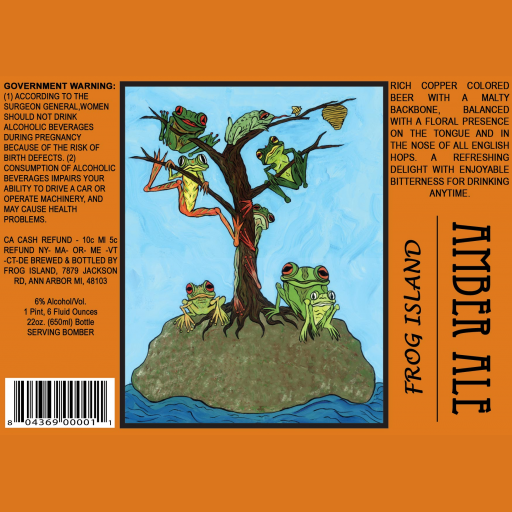 GOVERNMENT WARNING:
(1) ACCORDING TO THE
SURGEON GENERAL,WOMEN
SHOULD NOT DRINK
ALCOHOLIC BEVERAGES
DURING PREGNANCY
BECAUSE OF THE RISK OF
BIRTH DEFECTS. (2)
CONSUMPTION OF ALCOHOLIC
BEVERAGES IMPAIRS YOUR
ABILITY TO DRIVE A CAR OR
OPERATE MACHINERY, AND
MAY CAUSE HEALTH
PROBLEMS.
CA CASH REFUND - 10c MI 5c
REFUND NY- MA- OR- ME -VT
-CT-DE BREWED & BOTTLED BY
FROG ISLAND, 7879 JACKSON
RD, ANN ARBOR MI, 48103
6% Alcohol/Vol.
1 Pint, 6 Fluid Ounces
22oz. (650ml) Bottle
SERVING BOMBER
8 04369 00001 1
RICH COPPER COLORED
BEER WITH A MALTY
BACKBONE, BALANCED
WITH A FLORAL PRESENCE
ON THE TONGUE AND IN
THE NOSE OF ALL ENGLISH
HOPS. A REFRESHING
DELIGHT WITH ENJOYABLE
BITTERNESS FOR DRINKING
ANYTIME.
FROG ISLAND
AMBER ALE